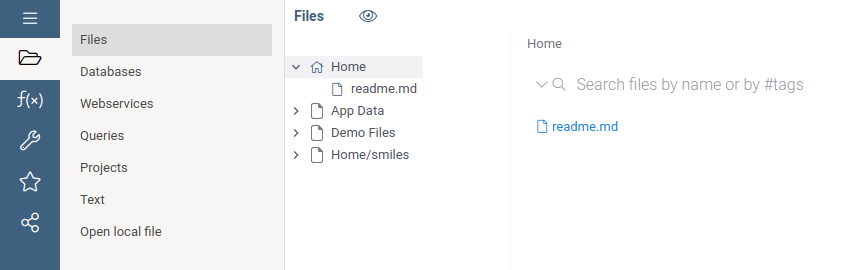 Files
f(x)
Files
Databases
Webservices
Queries
Projects
Text
Open local file
Home
readme.md
App Data
Demo Files
Home/smiles
Home
Search files by name or by #tags
readme.md